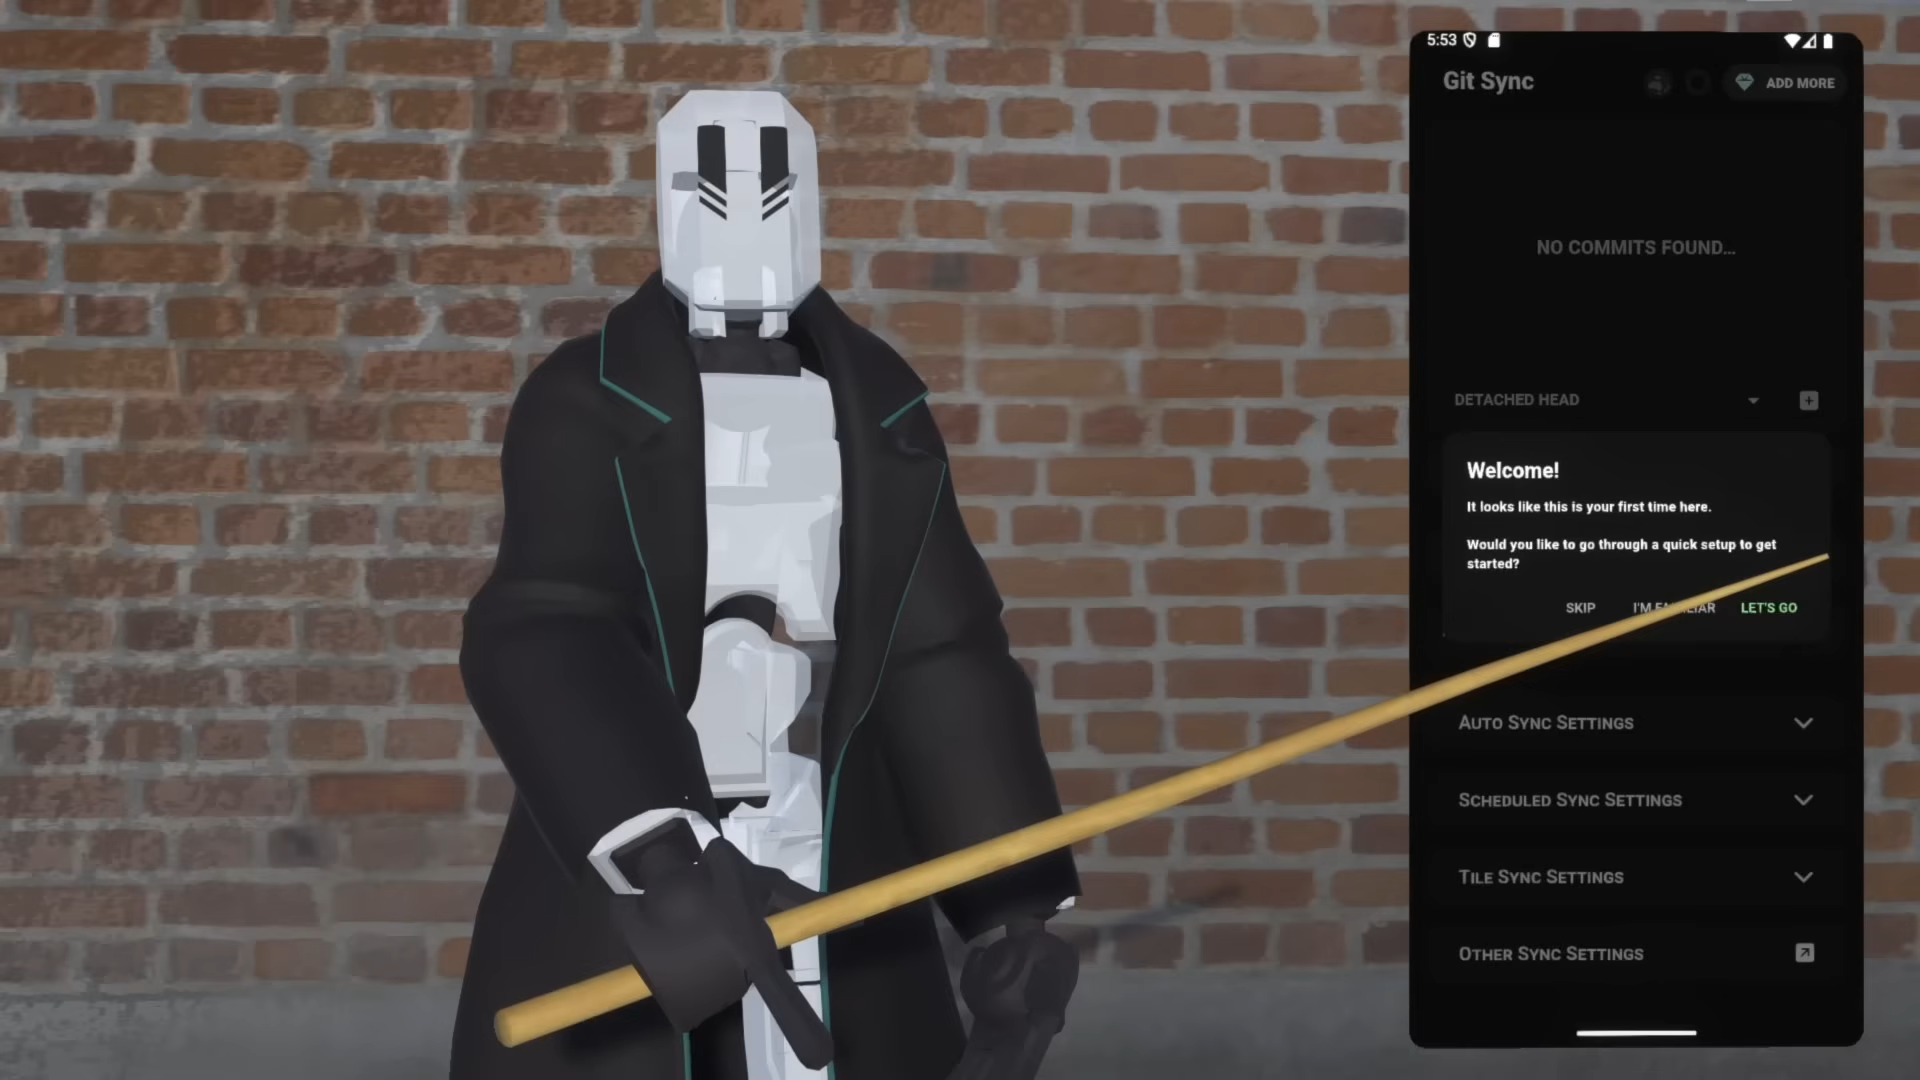 5:53
Git Sync
ADD MORE
NO COMMITS FOUND...
DETACHED HEAD
Welcome!
It looks like this is your first time here.
Would you like to go through a quick setup to get
started?
SKIP I'M LET'S GO
AUTO SYNC SETTINGS
SCHEDULED SYNC SETTINGS
TILE SYNC SETTINGS
OTHER SYNC SETTINGS